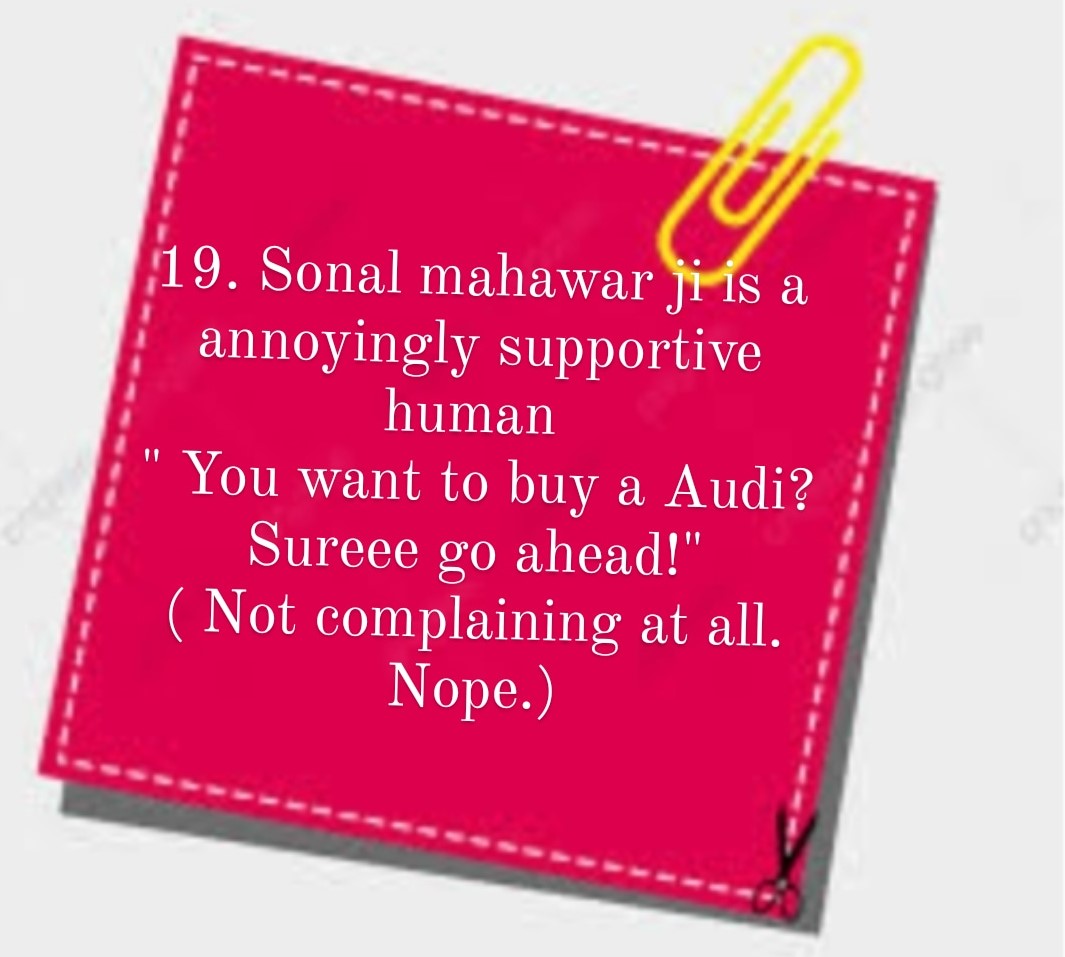 19. Sonal mahawar ji is a
annoyingly supportive
human
" You want to buy a Audi?
Sureee go ahead!"
( Not complaining at all.
Nope.)